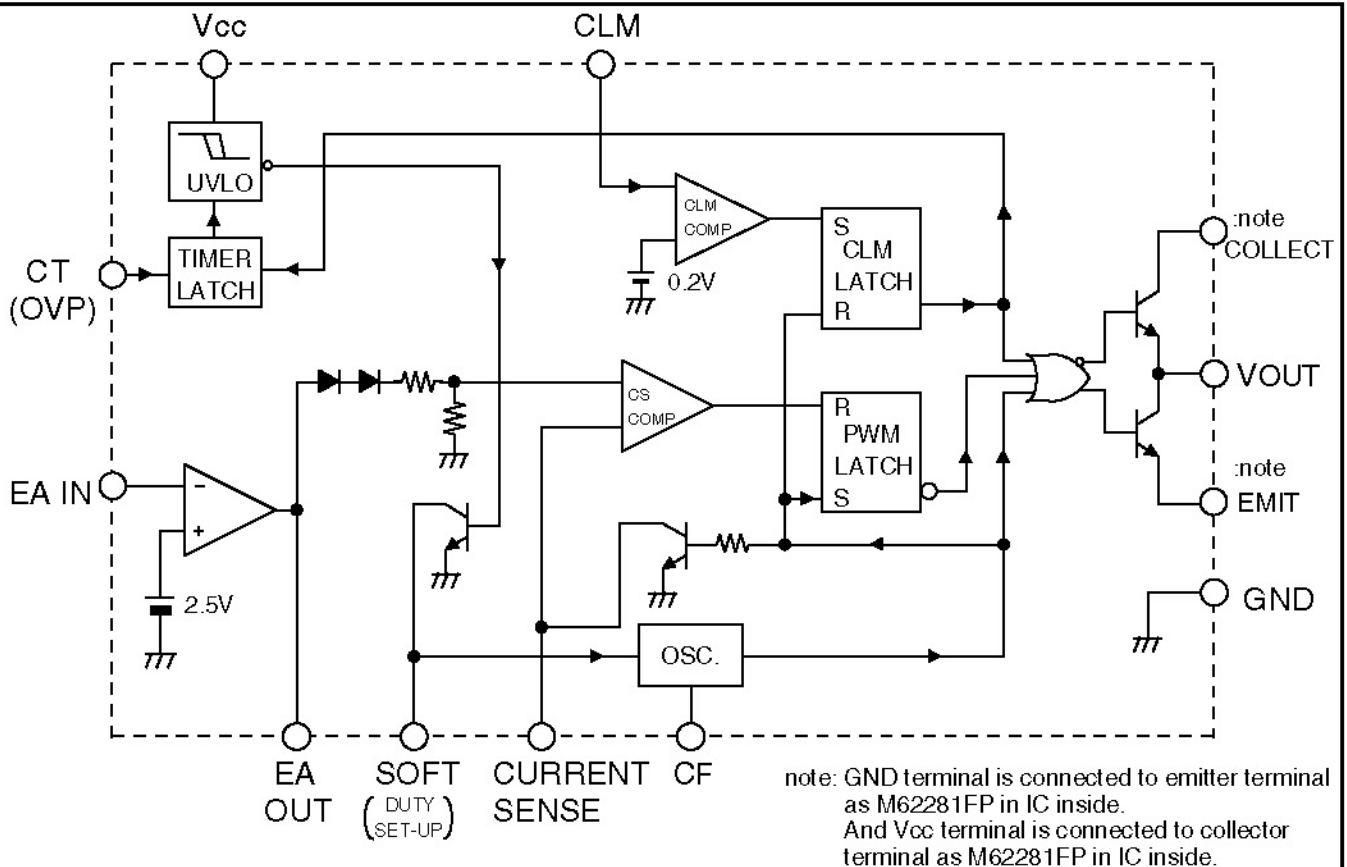 Vcc
CLM
UVLO
TIMER
LATCH
CT
(OVP)
CLM
COMP
0.2V
S
CLM
LATCH
R
:note
COLLECT
VOUT
:note
EMIT
GND
CS
COMP
R
PWM
LATCH
S
EA IN
-
+
2.5V
OSC.
EA
OUT
SOFT
(DUTY
SET-UP)
CURRENT
SENSE
CF
note: GND terminal is connected to emitter terminal
as M62281FP in IC inside.
And Vcc terminal is connected to collector
terminal as M62281FP in IC inside.